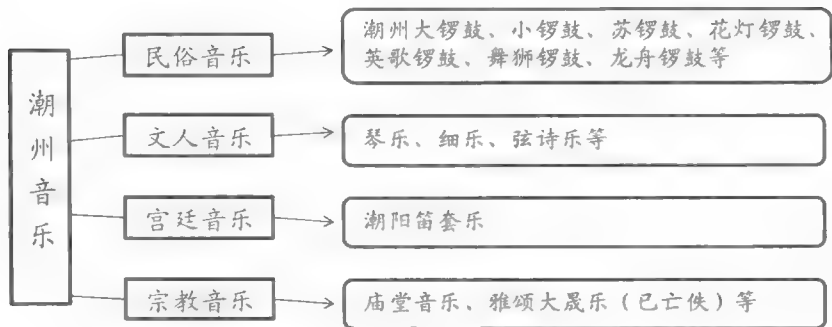 潮州音乐
民俗音乐
潮州大锣鼓、小锣鼓、苏锣鼓、花灯锣鼓、
英歌锣鼓、舞狮锣鼓、龙舟锣鼓等
文人音乐
琴乐、细乐、弦诗乐等
宫廷音乐
潮阳笛套乐
宗教音乐
庙堂音乐、雅颂大晟乐（已亡佚）等